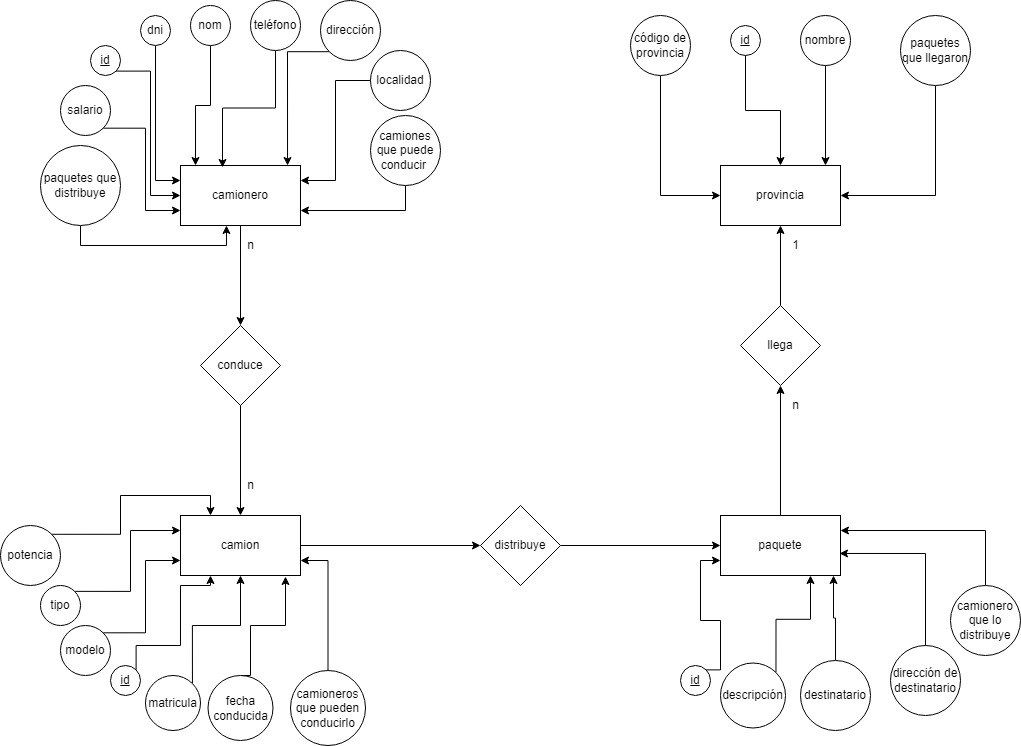 dni
nom
teléfono
dirección
id
localidad
salario
camiones
que puede
conducir
paquetes que
distribuye
camionero
n
código de
provincia
id
nombre
paquetes
que llegaron
provincia
1
conduce
llega
n
n
camion
distribuye
paquete
potencia
tipo
modelo
id
matricula
fecha
conducida
camioneros
que pueden
conducirlo
id
descripción
destinatario
dirección de
destinatario
camionero
que lo
distribuye